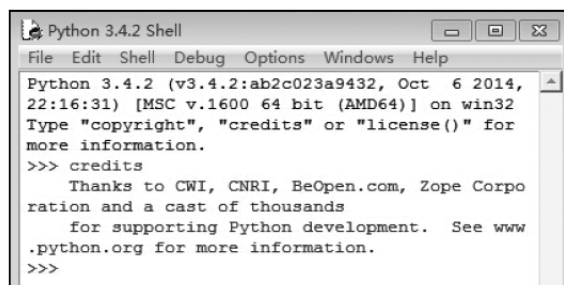 Python 3.4.2 Shell
File Edit Shell Debug Options Windows Help
Python 3.4.2 (v3.4.2:ab2c023a9432, Oct  6 2014,
22:16:31) [MSC v.1600 64 bit (AMD64)] on win32
Type "copyright", "credits" or "license()" for
more information.
>>> credits
    Thanks to CWI, CNRI, BeOpen.com, Zope Corpo
ration and a cast of thousands
    for supporting Python development.  See www
.python.org for more information.
>>>